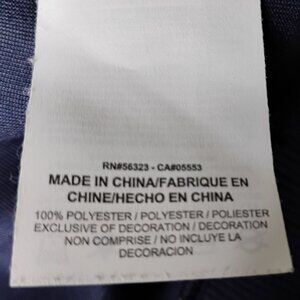 RN#56323 - CA#05553
MADE IN CHINA/FABRIQUE EN
CHINE/HECHO EN CHINA
100% POLYESTER / POLYESTER / POLIESTER
EXCLUSIVE OF DECORATION / DECORATION
NON COMPRISE / NO INCLUYE LA
DECORACION